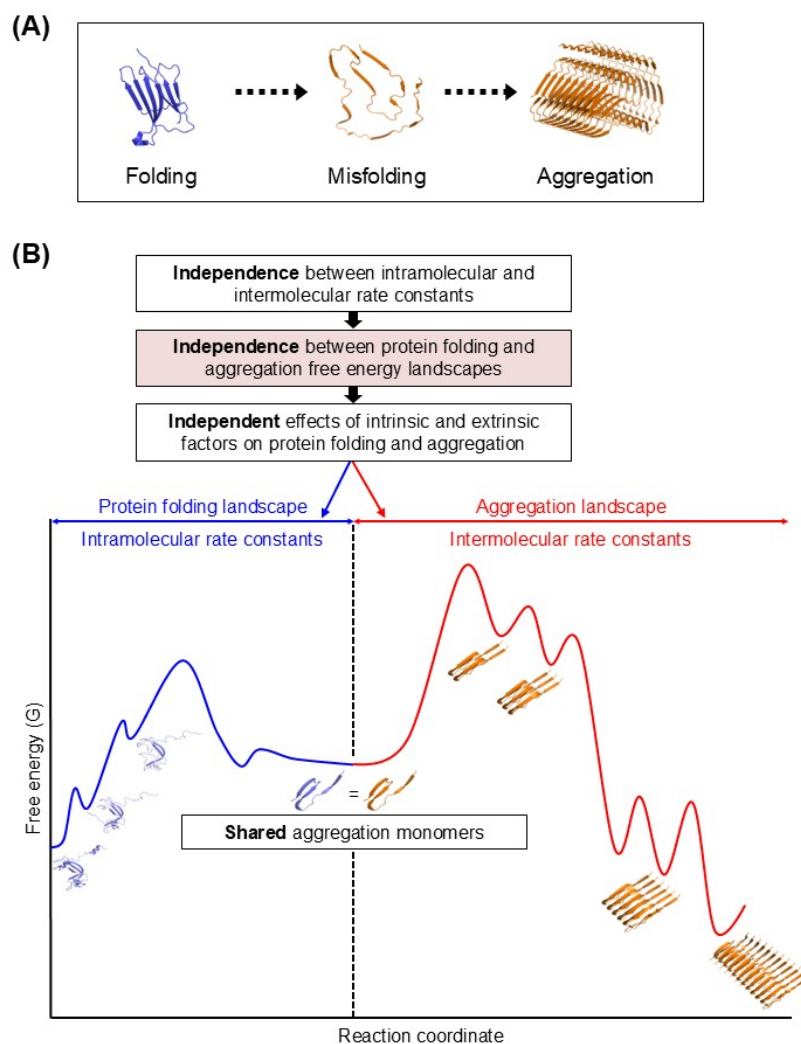 (A)
Folding
Misfolding
Aggregation
(B)
Independence between intramolecular and
intermolecular rate constants
Independence between protein folding and
aggregation free energy landscapes
Independent effects of intrinsic and extrinsic
factors on protein folding and aggregation
Protein folding landscape
Aggregation landscape
Intramolecular rate constants
Intermolecular rate constants
Free energy (G)
=
Shared aggregation monomers
Reaction coordinate